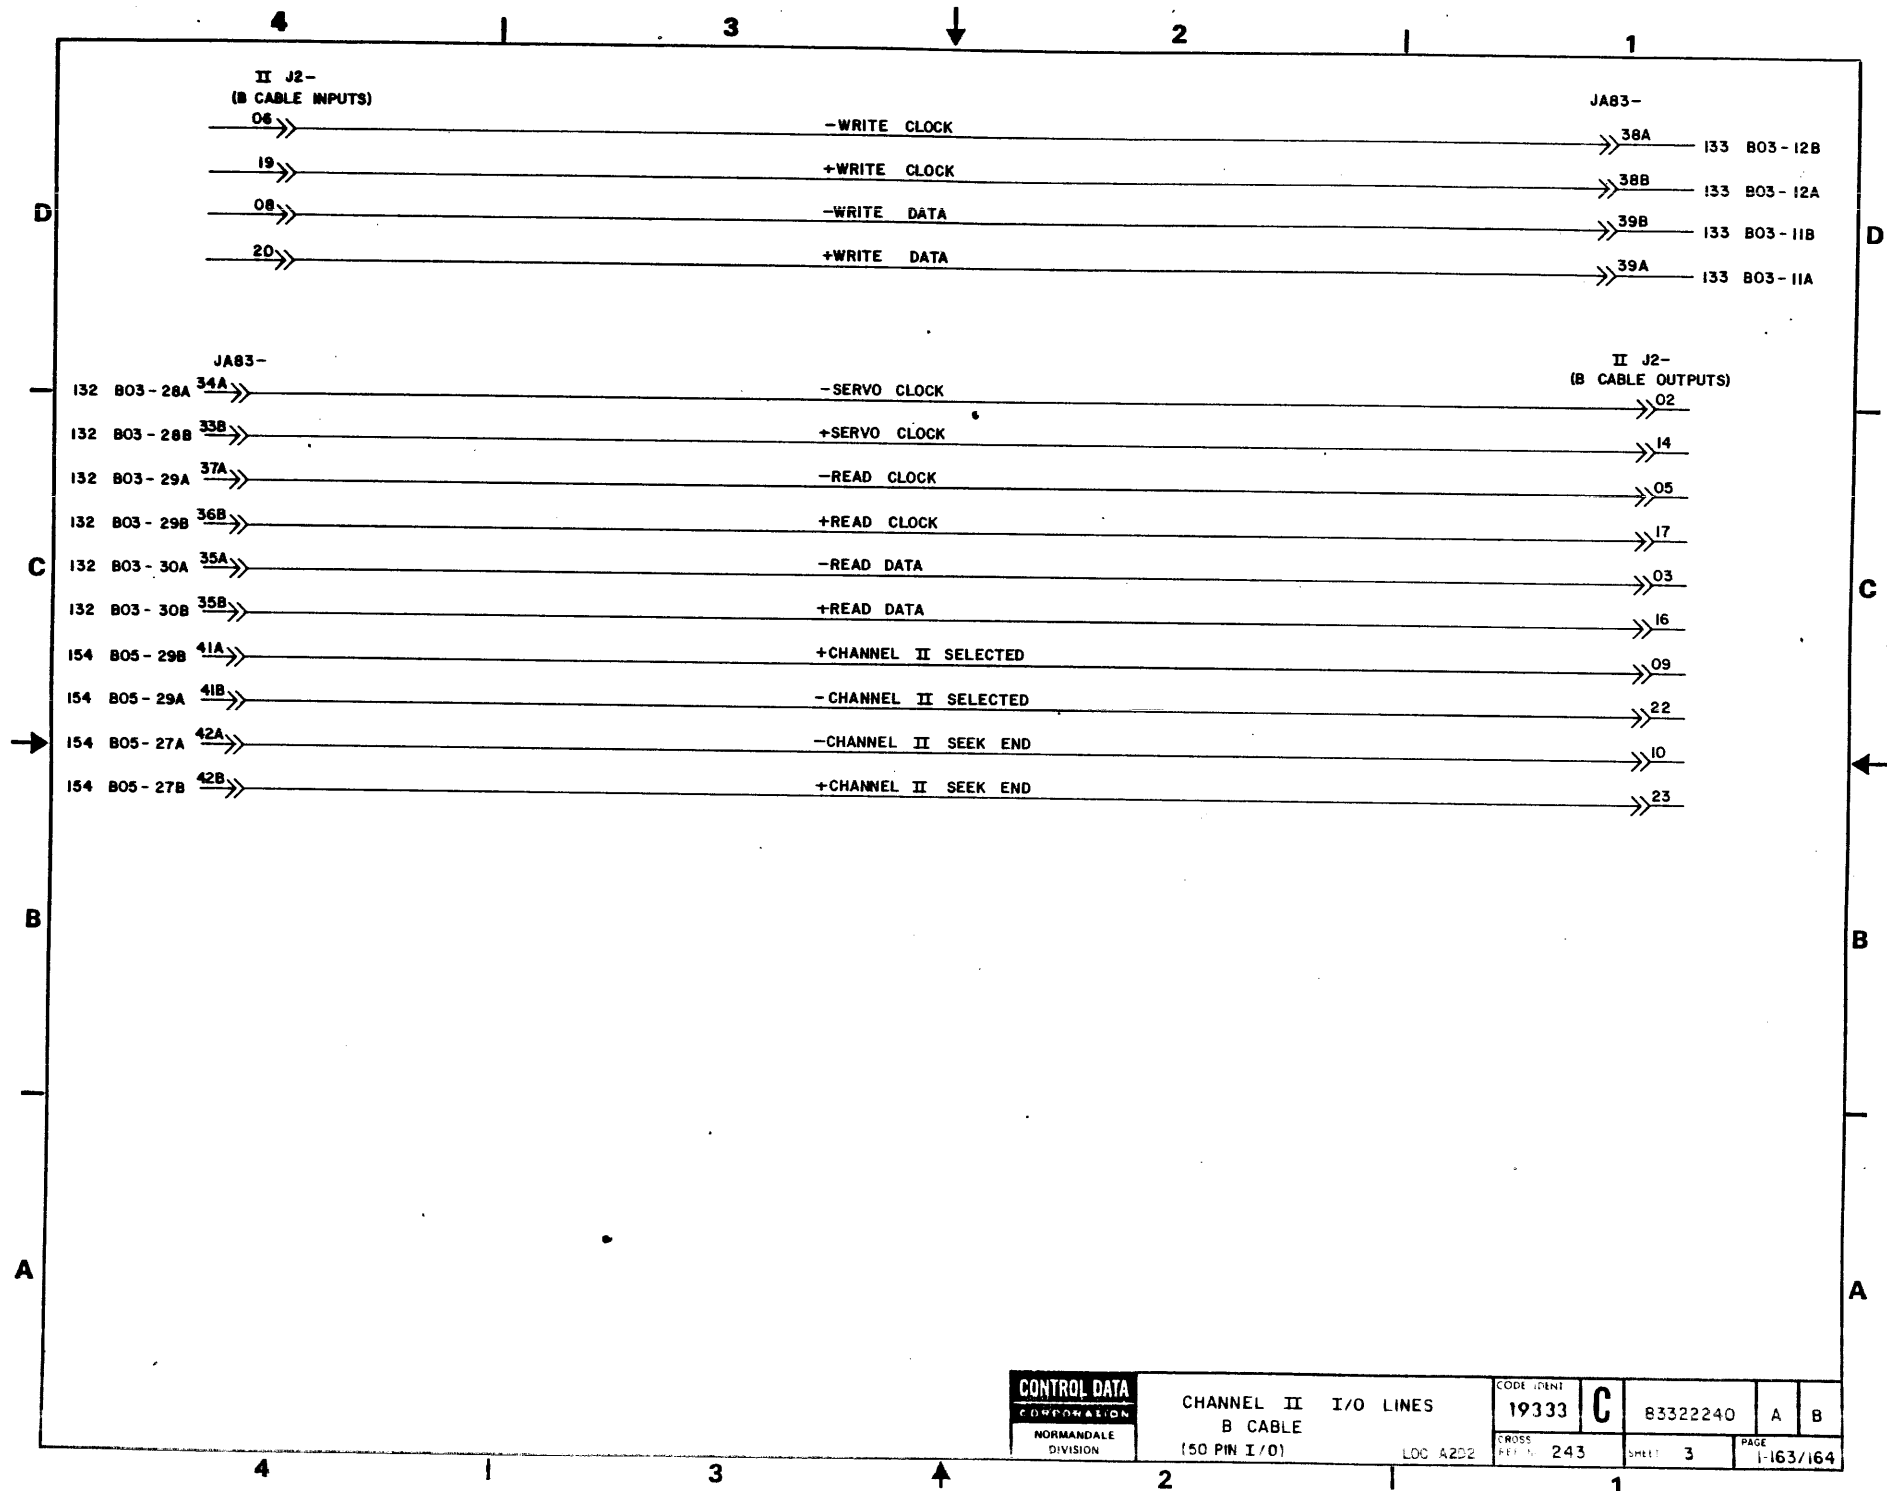 4 3 2 1
II J2-
(B CABLE INPUTS)
JA83-
06 -WRITE CLOCK 38A 133 B03-12B
19 +WRITE CLOCK 38B 133 B03-12A
08 -WRITE DATA 39B 133 B03-11B
D D
20 +WRITE DATA 39A 133 B03-11A
JA83-
II J2-
(B CABLE OUTPUTS)
132 B03-28A 34A -SERVO CLOCK 02
132 B03-28B 33B +SERVO CLOCK 14
132 B03-29A 37A -READ CLOCK 05
132 B03-29B 36B +READ CLOCK 17
132 B03-30A 35A -READ DATA 03
C C
132 B03-30B 35B +READ DATA 16
154 B05-29B 41A +CHANNEL II SELECTED 09
154 B05-29A 41B -CHANNEL II SELECTED 22
154 B05-27A 42A -CHANNEL II SEEK END 10
154 B05-27B 42B +CHANNEL II SEEK END 23
B B
A A
CONTROL DATA
CORPORATION
NORMANDALE
DIVISION
CHANNEL II I/O LINES
B CABLE
(50 PIN I/O)
LOC A2D2
CODE IDENT
19333
C
83322240
A
B
CROSS
REF N 243
SHEET 3
PAGE
1-163/164
4 3 2 1